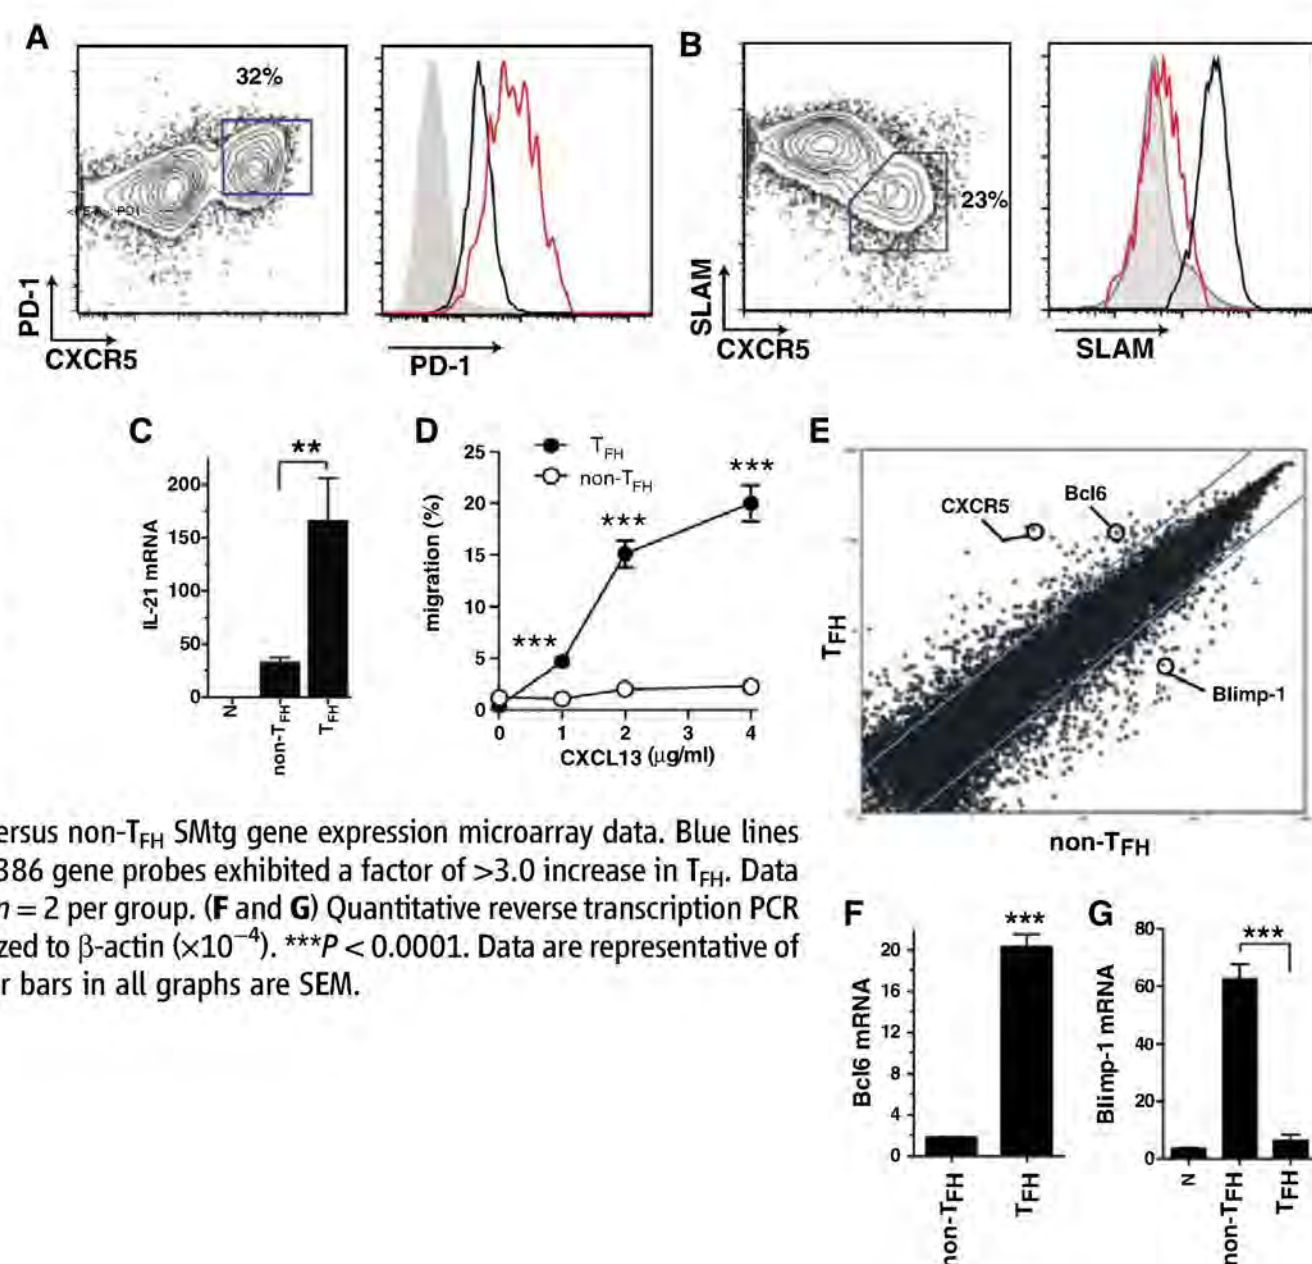 A
32%
PD-1
CXCR5
PD-1
B
23%
SLAM
CXCR5
SLAM
C
**
IL-21 mRNA
200
150
100
50
0
N
non-TFH
TFH
D
TFH
non-TFH
***
***
***
migration (%)
25
20
15
10
5
0
0 1 2 3 4
CXCL13 (μg/ml)
E
CXCR5
Bcl6
Blimp-1
TFH
non-TFH
ersus non-TFH SMtg gene expression microarray data. Blue lines
386 gene probes exhibited a factor of >3.0 increase in TFH. Data
n = 2 per group. (F and G) Quantitative reverse transcription PCR
zed to β-actin (×10−4). ***P < 0.0001. Data are representative of
r bars in all graphs are SEM.
F
***
Bcl6 mRNA
20
16
12
8
4
0
non-TFH
TFH
G
***
Blimp-1 mRNA
80
60
40
20
0
N
non-TFH
TFH